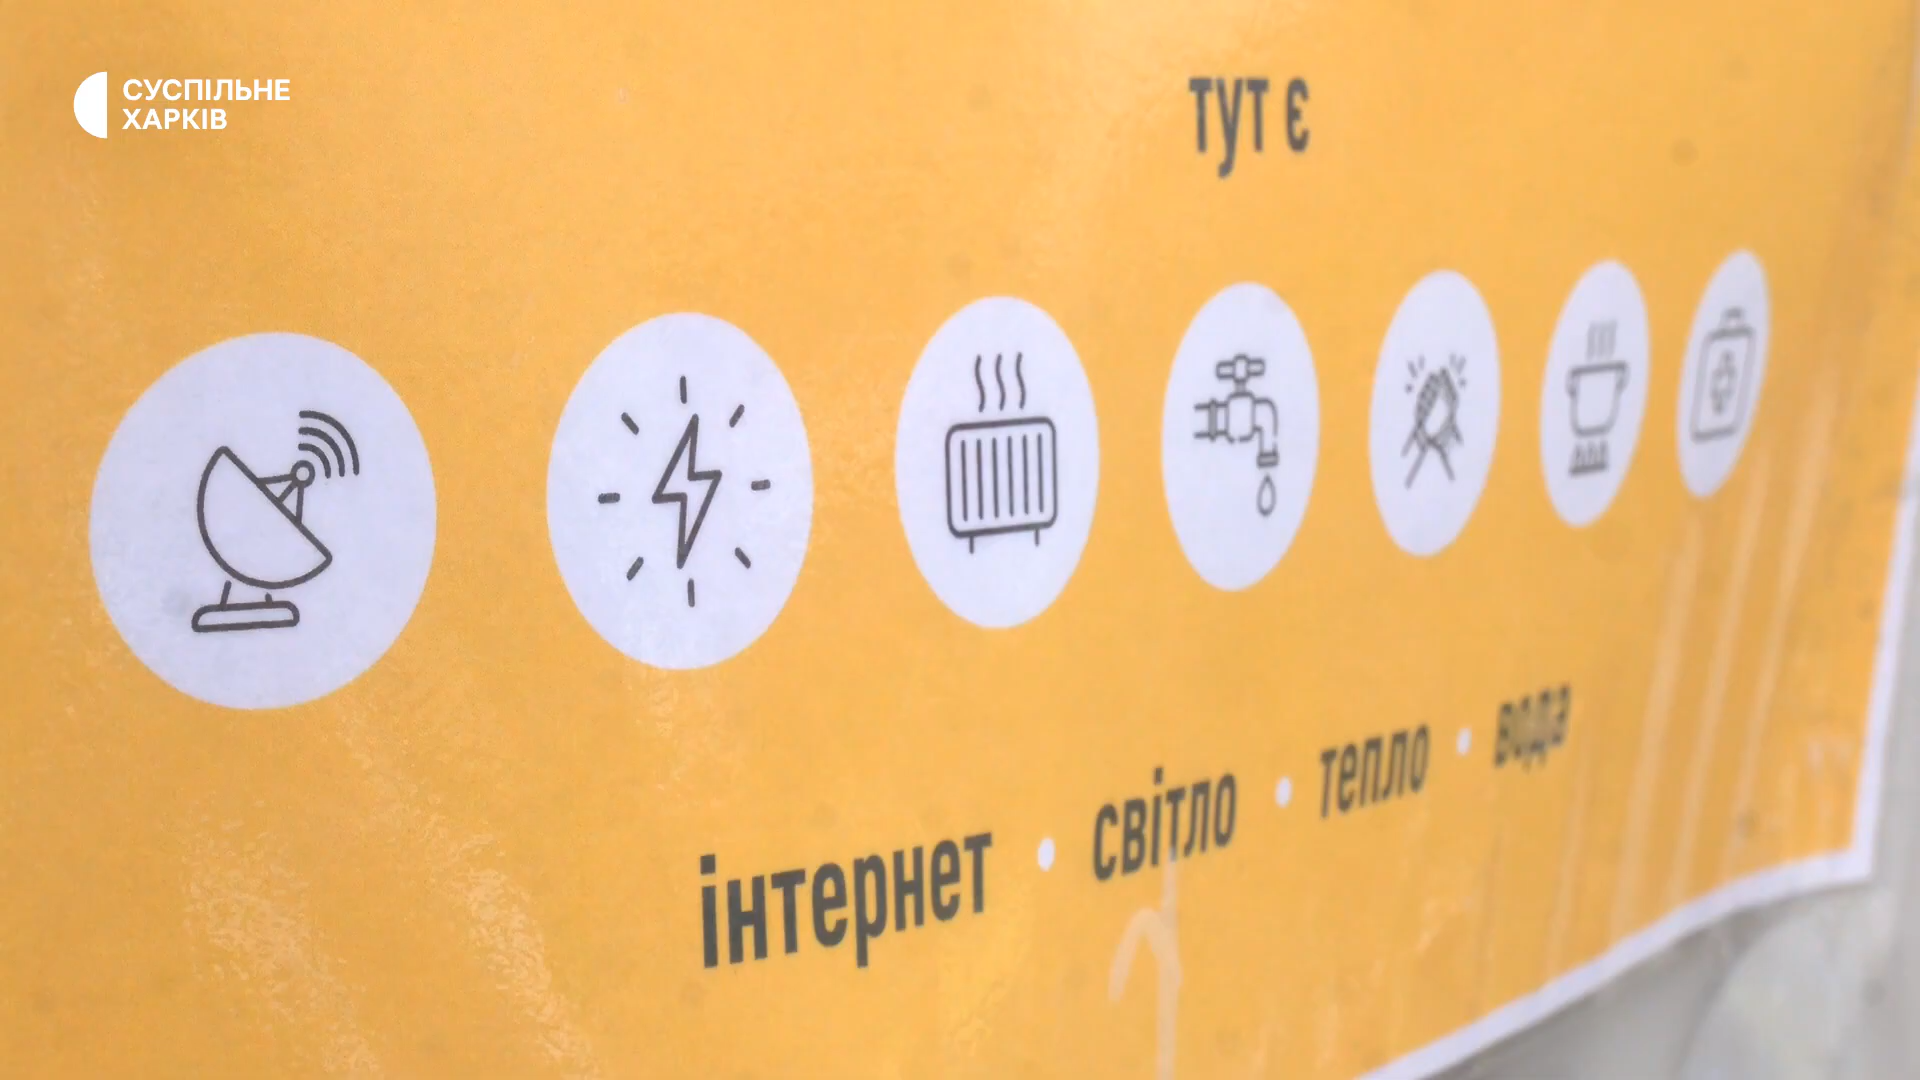 СУСПІЛЬНЕ
ХАРКІВ
тут є
інтернет • світло • тепло • вода